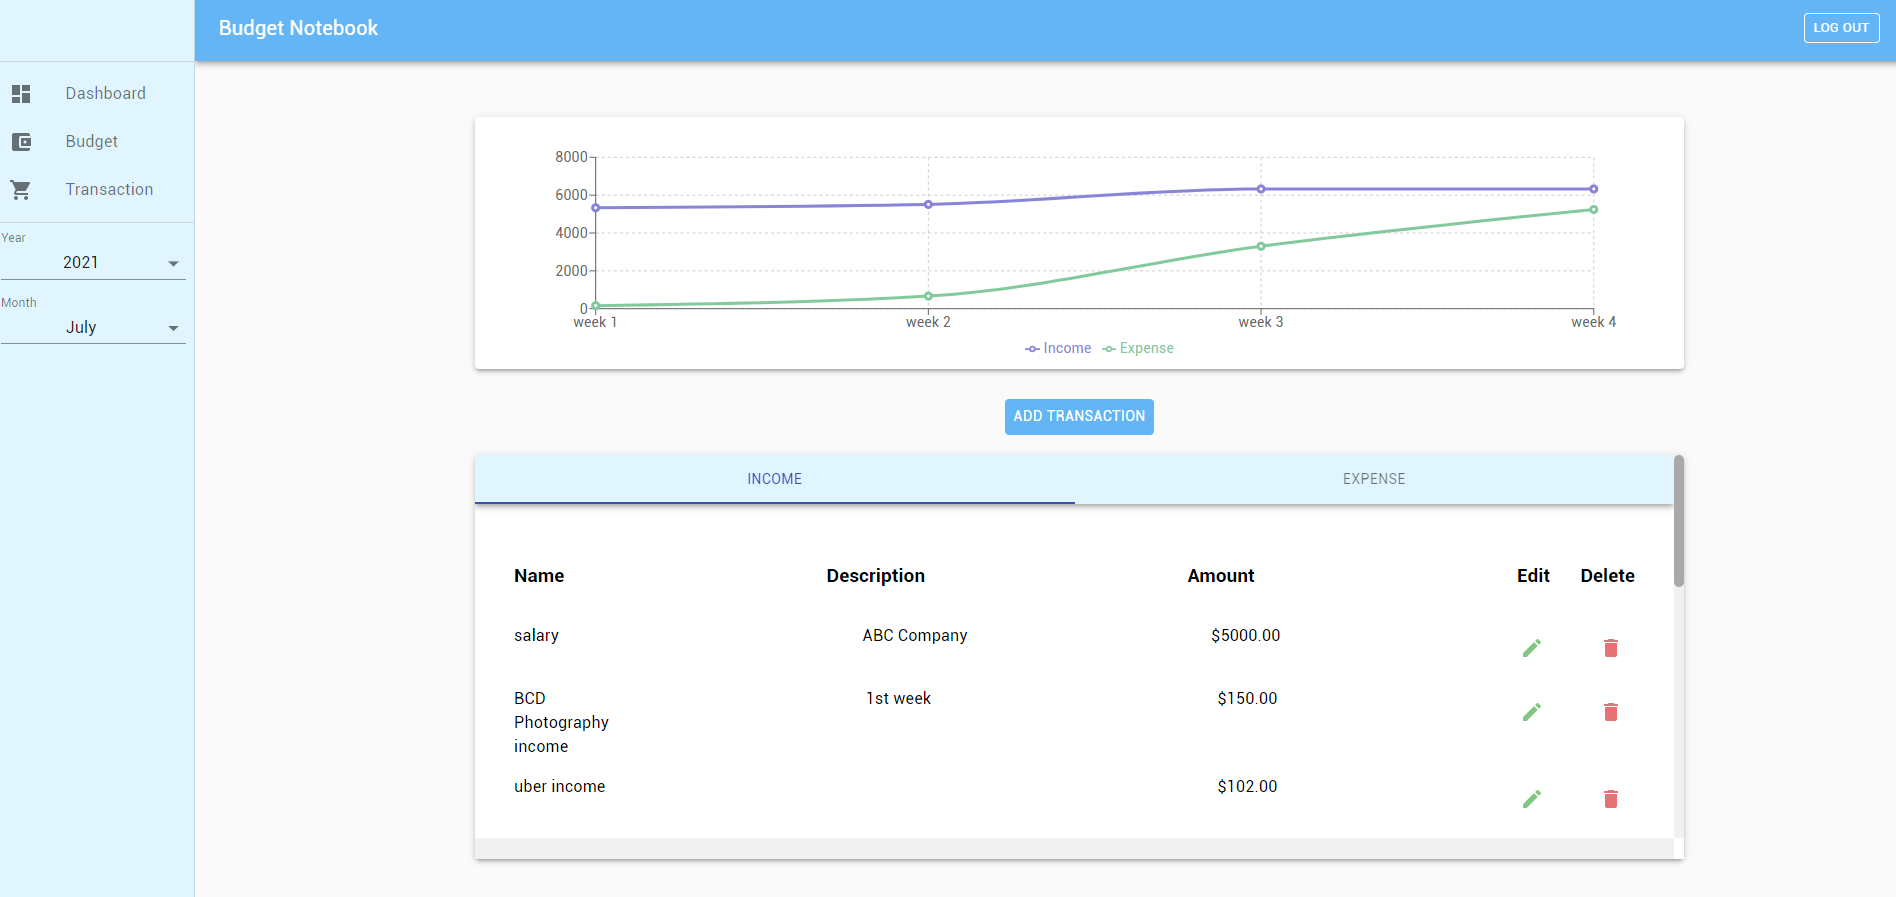 Budget Notebook
LOG OUT
Dashboard
Budget
Transaction
Year
2021
Month
July
8000
6000
4000
2000
0
week 1 week 2 week 3 week 4
Income Expense
ADD TRANSACTION
INCOME EXPENSE
Name Description Amount Edit Delete
salary ABC Company $5000.00
BCD 1st week $150.00
Photography
income
uber income $102.00